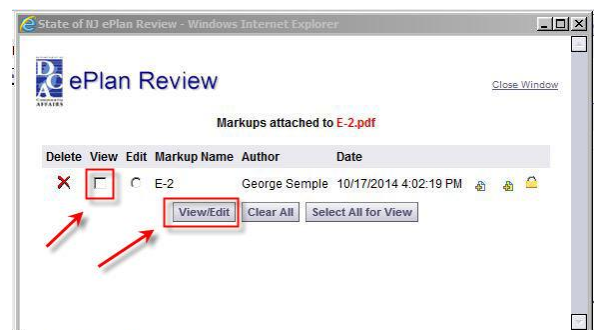 State of NJ ePlan Review - Windows Internet Explorer
ePlan Review
Close Window
AFFAIRS
Markups attached to E-2.pdf
Delete View Edit Markup Name Author Date
E-2 George Semple 10/17/2014 4:02:19 PM
View/Edit Clear All Select All for View